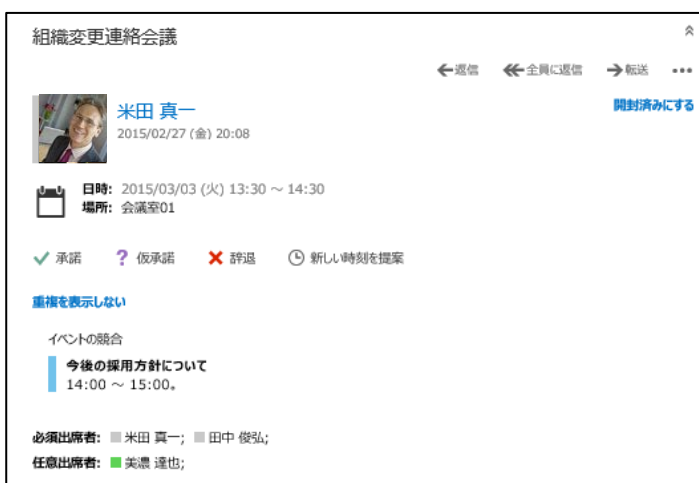 組織変更連絡会議
返信 全員に返信 転送 •••
米田 真一
開封済みにする
2015/02/27 (金) 20:08
日時: 2015/03/03 (火) 13:30 ～ 14:30
場所: 会議室01
承諾 ? 仮承諾 辞退 新しい時刻を提案
重複を表示しない
イベントの競合
今後の採用方針について
14:00 ～ 15:00。
必須出席者: 米田 真一; 田中 俊弘;
任意出席者: 美濃 達也;